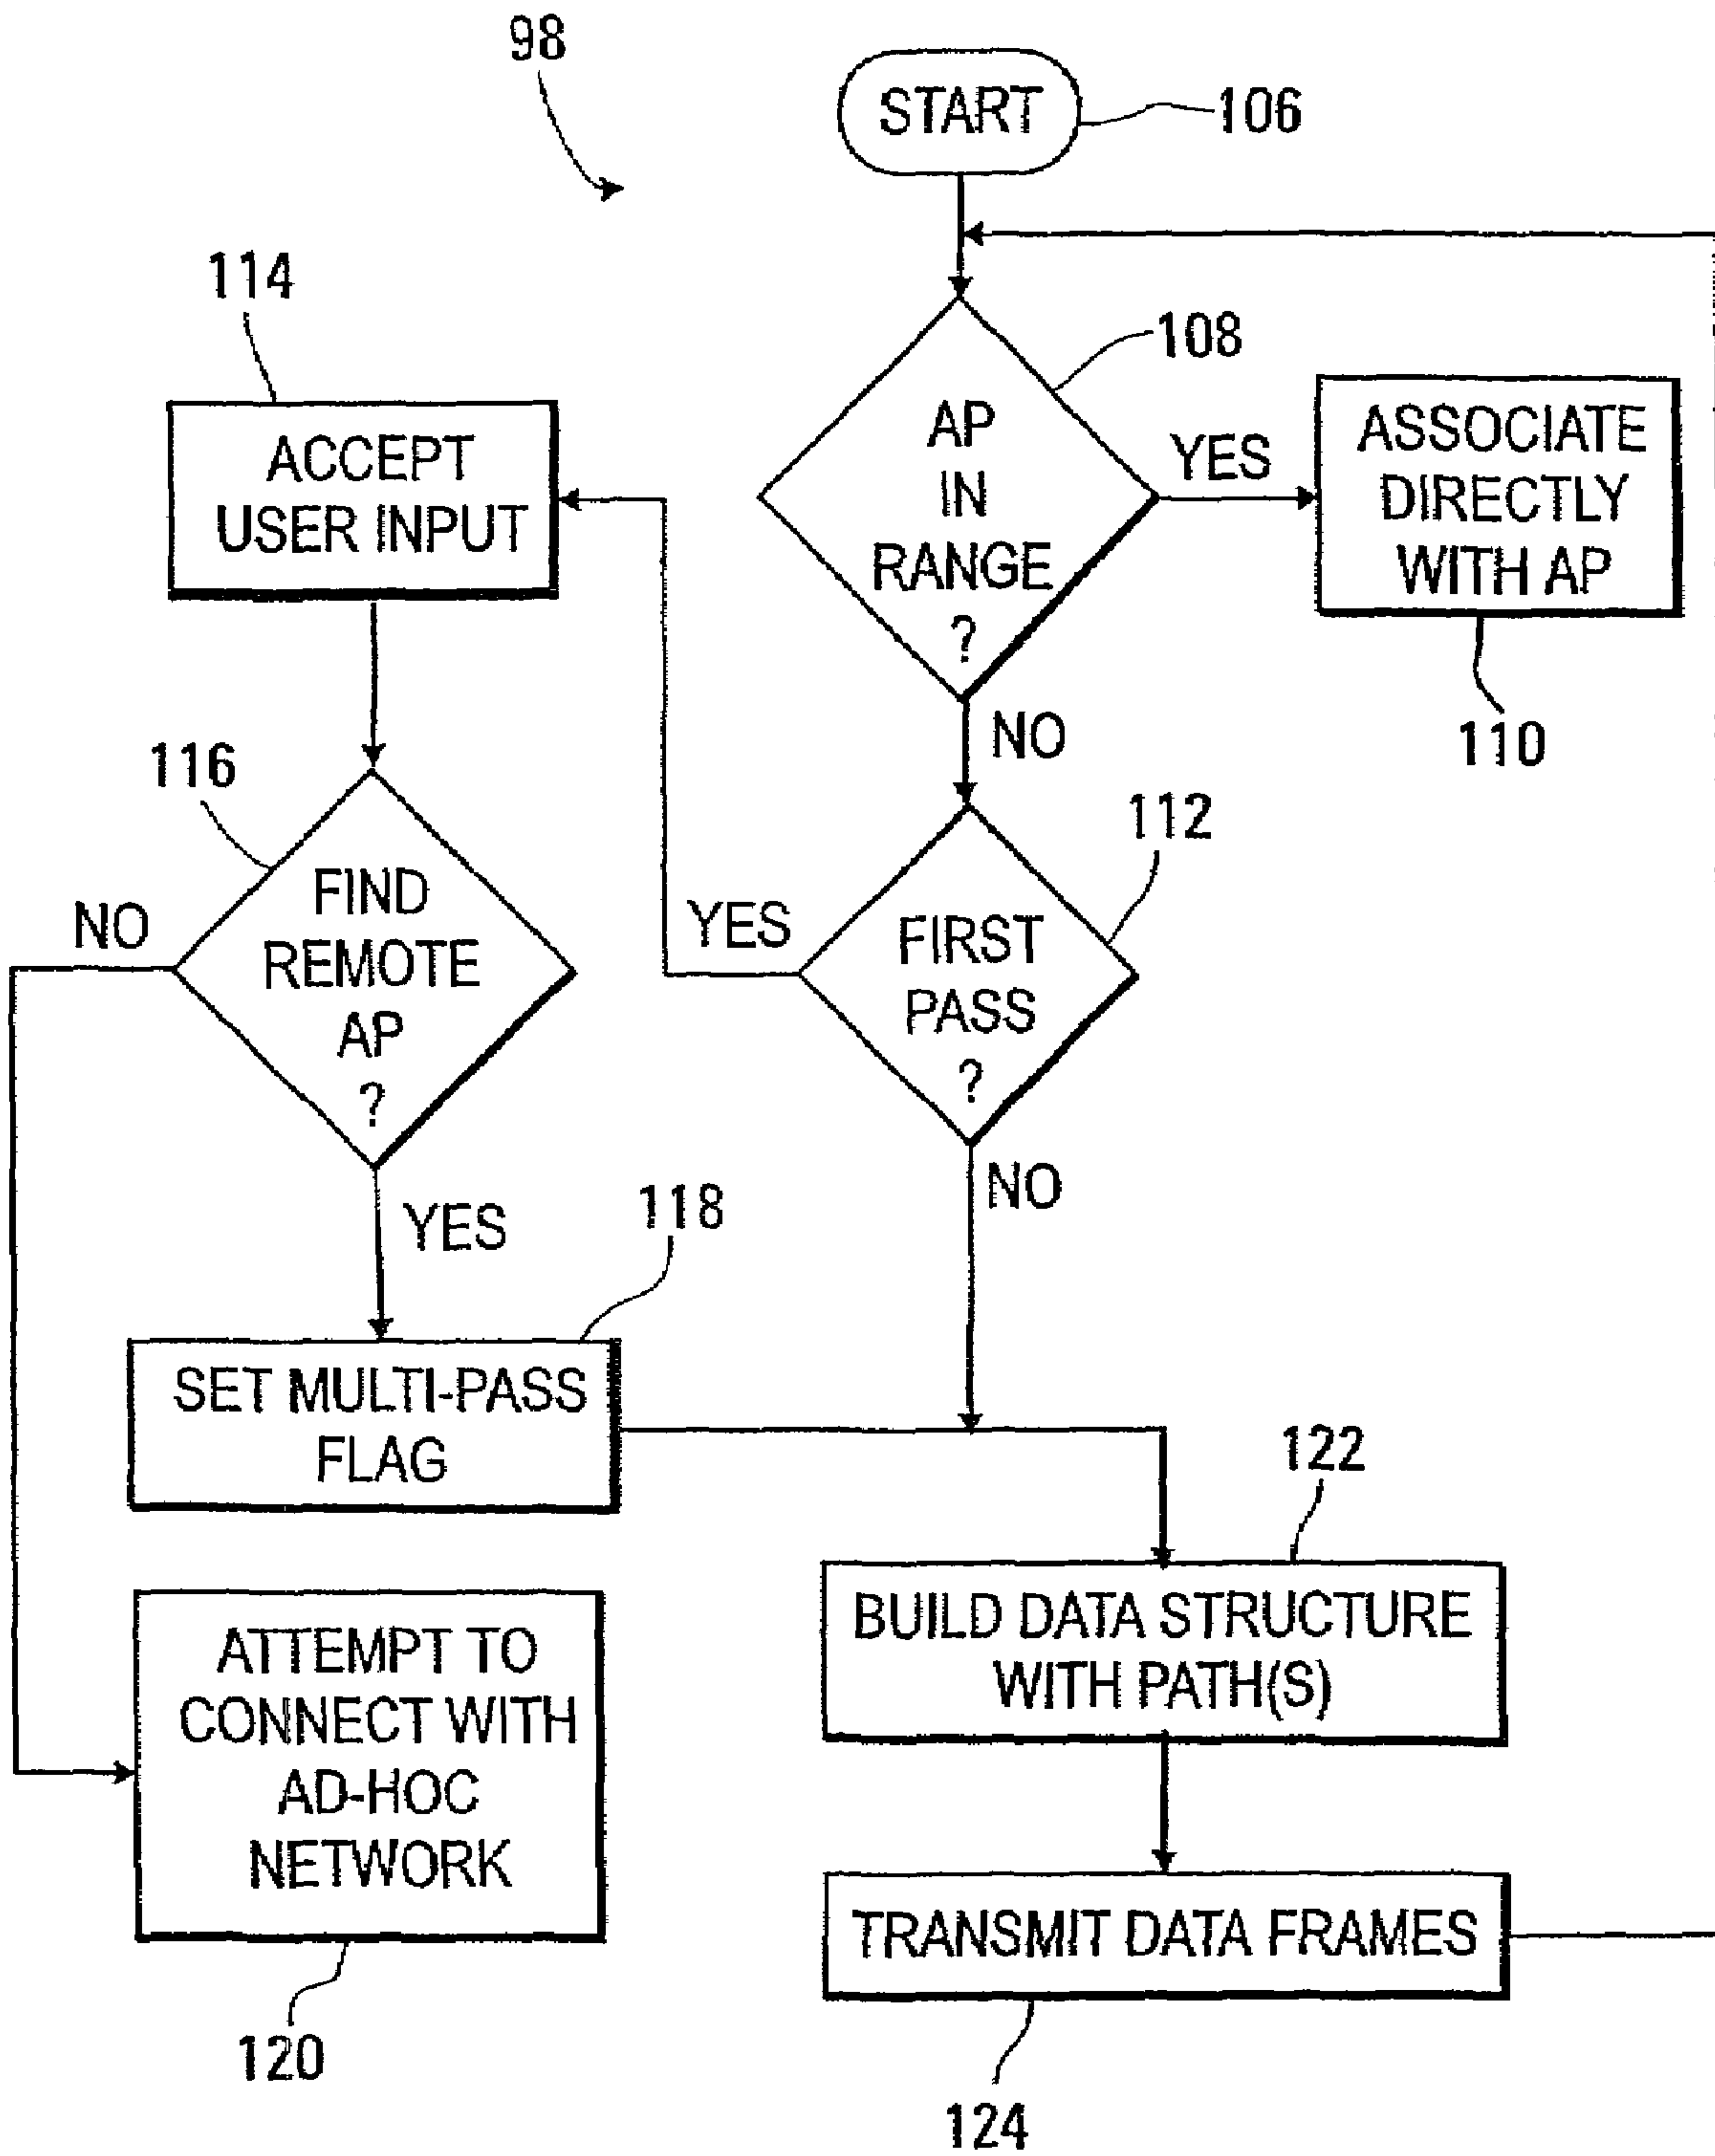 98
START
106
114
108
ACCEPT
USER INPUT
AP
IN
RANGE
?
YES
ASSOCIATE
DIRECTLY
WITH AP
110
NO
116
112
FIND
REMOTE
AP
?
NO
YES
FIRST
PASS
?
NO
YES
118
SET MULTI-PASS
FLAG
122
BUILD DATA STRUCTURE
WITH PATH(S)
ATTEMPT TO
CONNECT WITH
AD-HOC
NETWORK
120
TRANSMIT DATA FRAMES
124